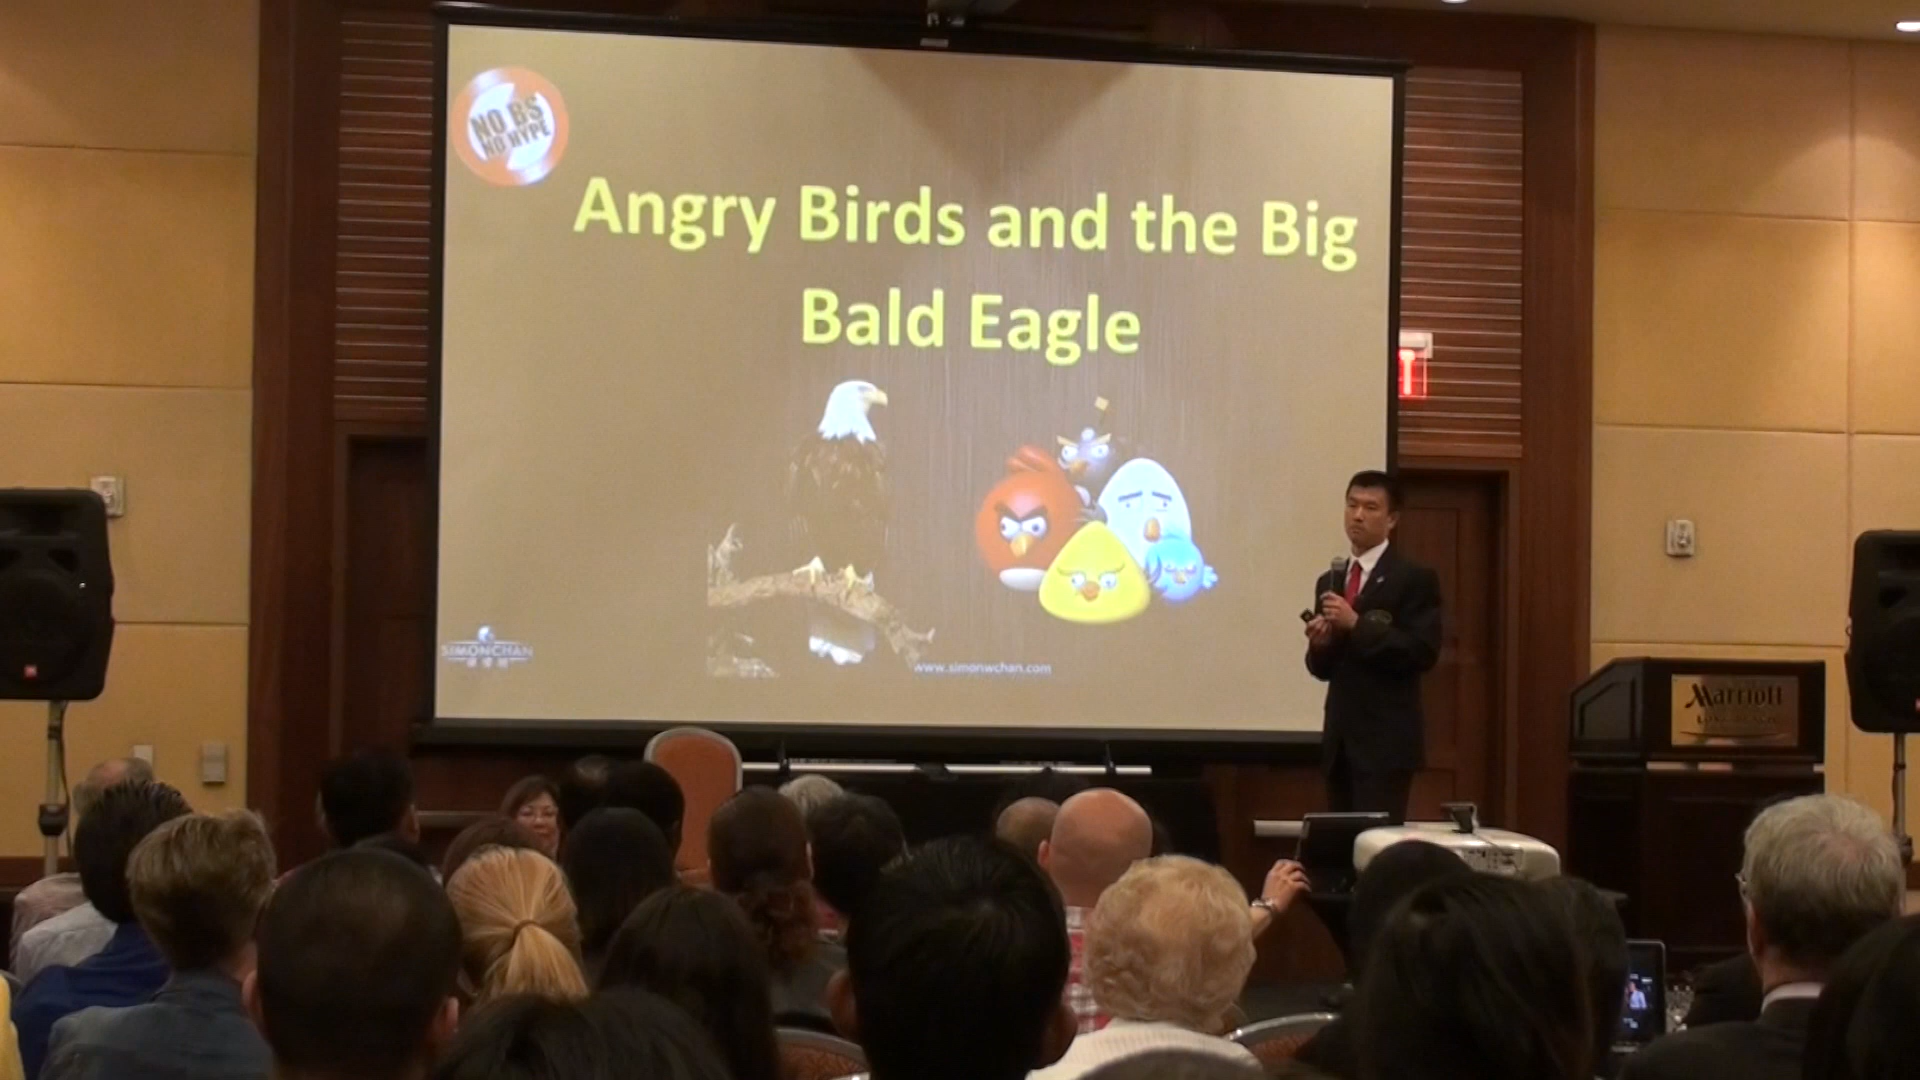 NO BS
NO HYPE
Angry Birds and the Big
Bald Eagle
SIMONCHAN
www.simonwchan.com
T
Marriott